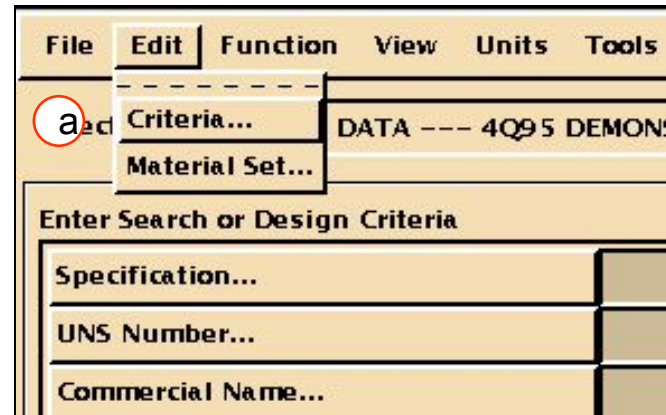 File Edit Function View Units Tools
a ect Criteria... DATA --- 4Q95 DEMONS
Material Set...
Enter Search or Design Criteria
Specification...
UNS Number...
Commercial Name...